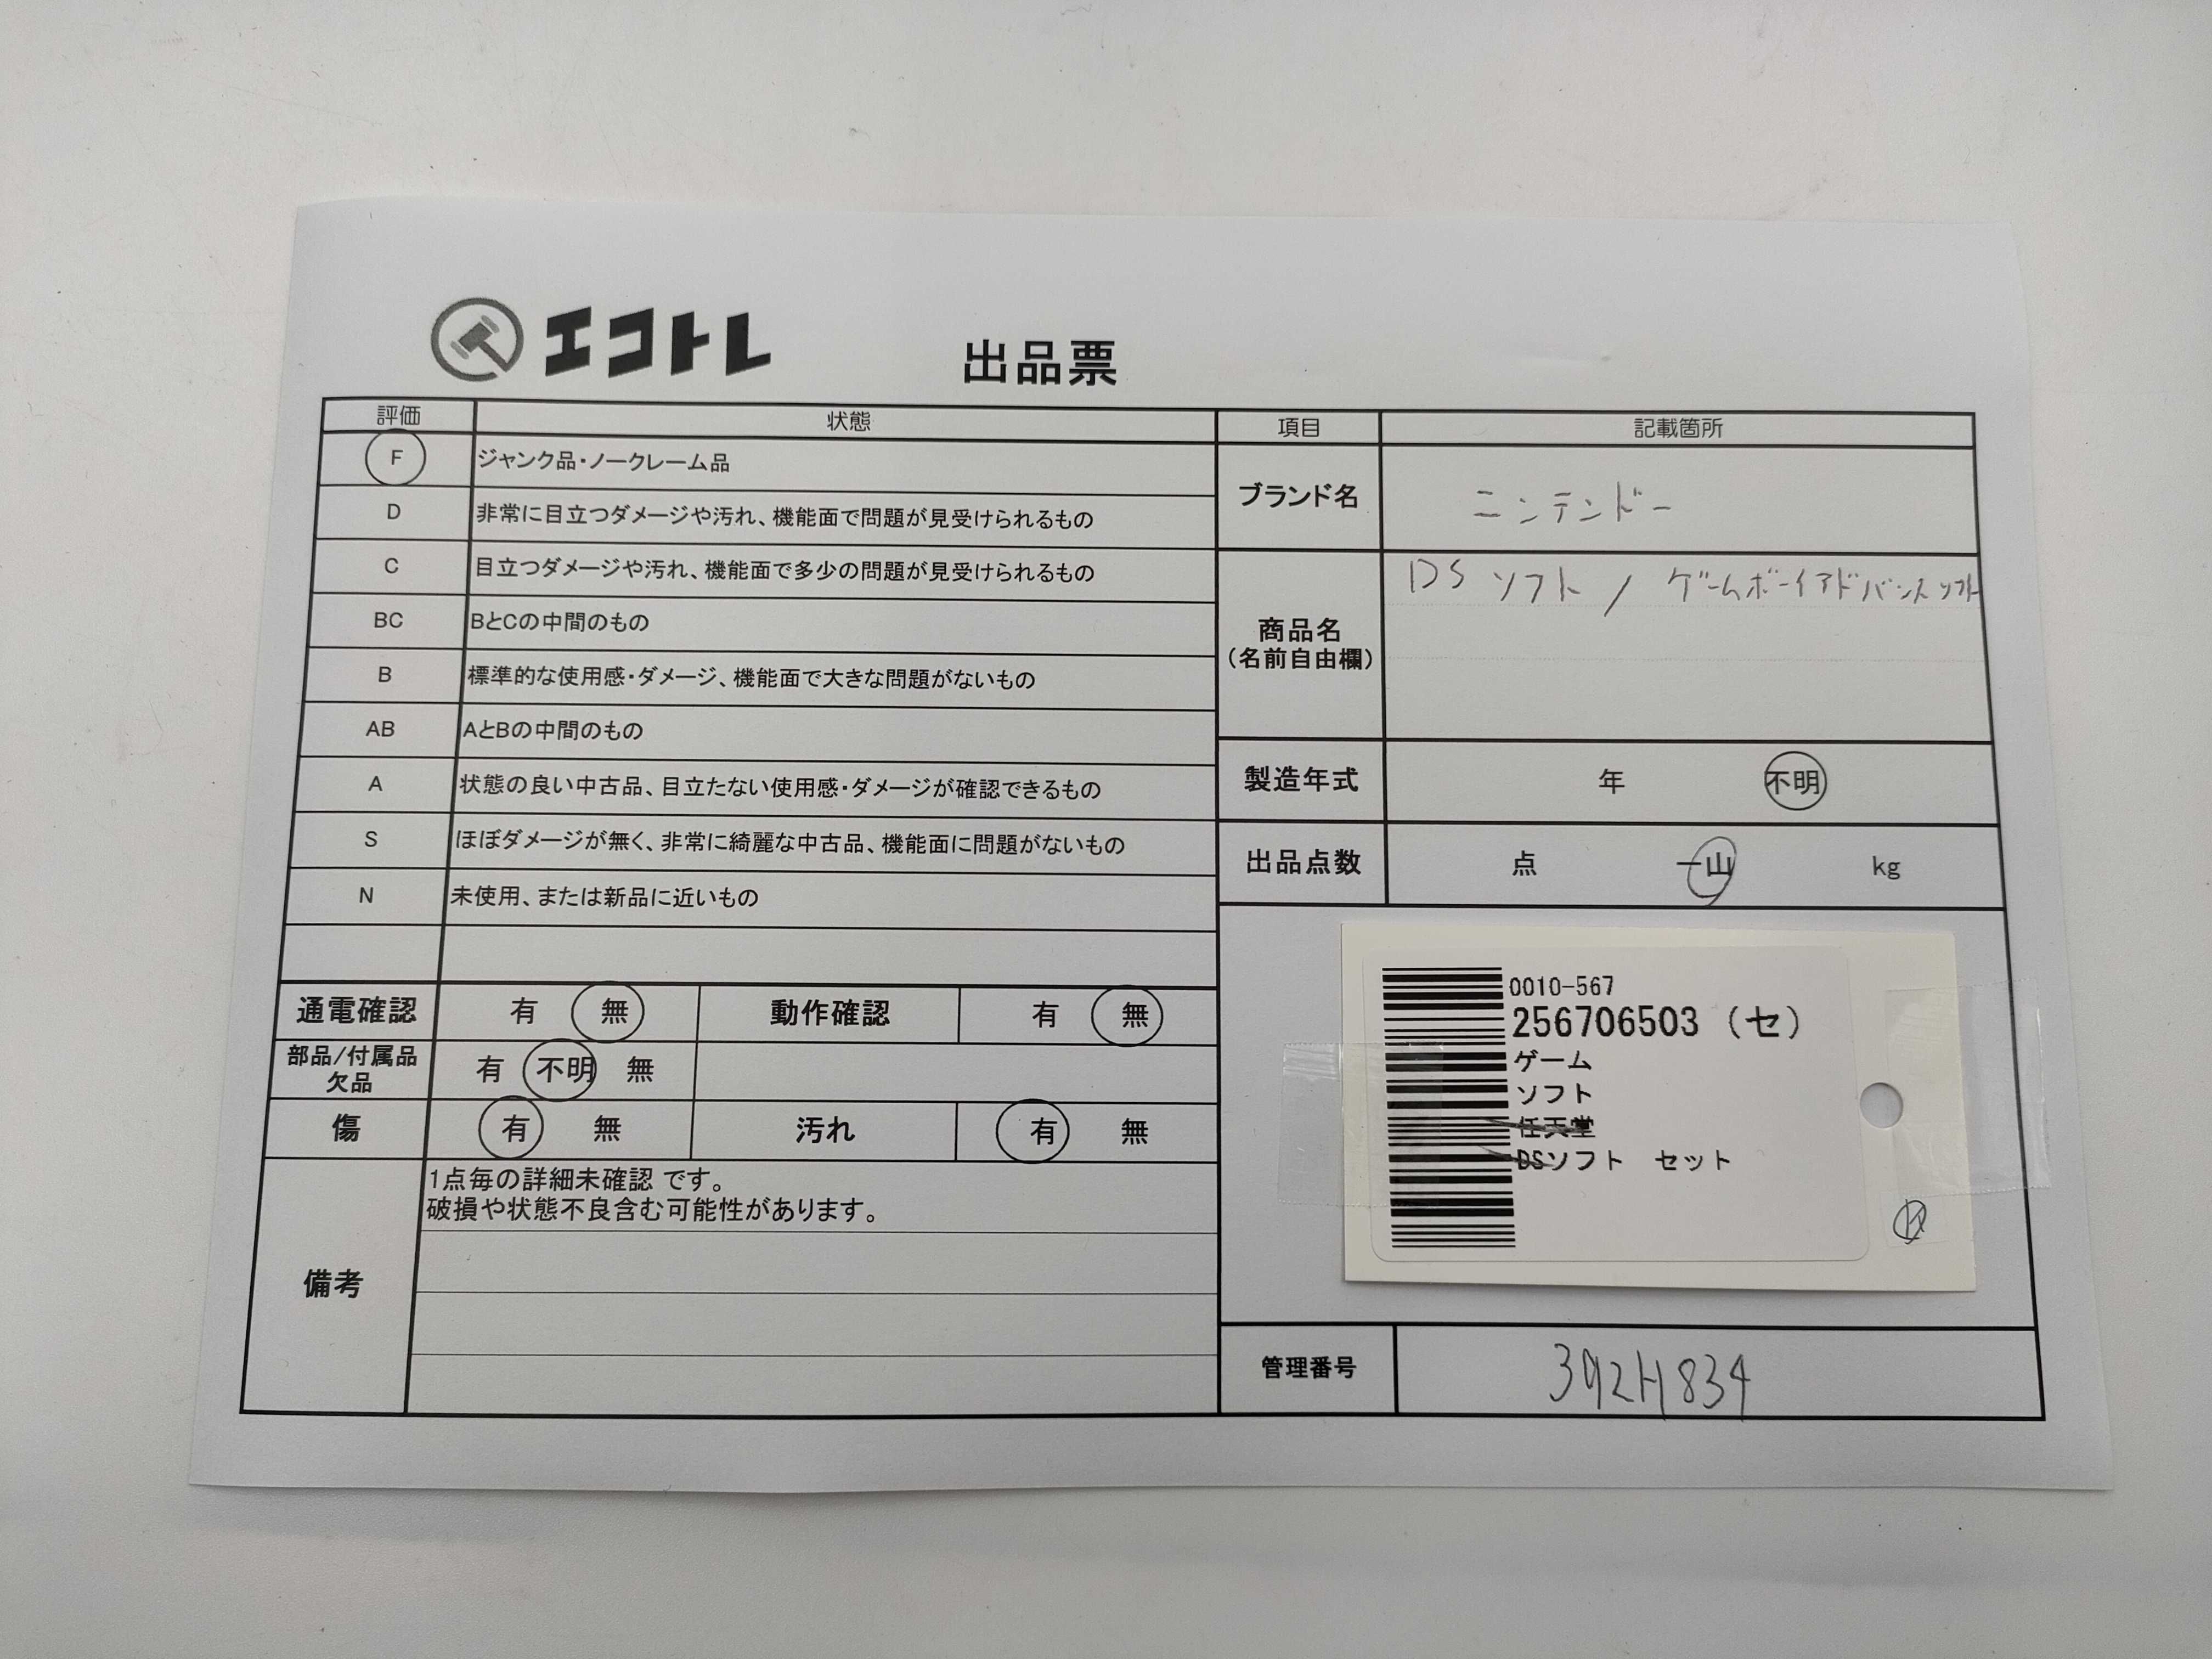 エコトレ
出品票
評価 状態
F ジャンク品・ノークレーム品
D 非常に目立つダメージや汚れ、機能面で問題が見受けられるもの
C 目立つダメージや汚れ、機能面で多少の問題が見受けられるもの
BC BとCの中間のもの
B 標準的な使用感・ダメージ、機能面で大きな問題がないもの
AB AとBの中間のもの
A 状態の良い中古品、目立たない使用感・ダメージが確認できるもの
S ほぼダメージが無く、非常に綺麗な中古品、機能面に問題がないもの
N 未使用、または新品に近いもの
通電確認 有 無 動作確認 有 無
部品/付属品
欠品 有 不明 無
傷 有 無 汚れ 有 無
備考
1点毎の詳細未確認 です。
破損や状態不良含む可能性があります。
項目 記載箇所
ブランド名 ニンテンドー
商品名
(名前自由欄)
DS ソフト / ゲームボーイアドバンスソフト
製造年式 年 不明
出品点数 点 一山 kg
0010-567
256706503 (セ)
ゲーム
ソフト
任天堂
DSソフト セット
管理番号 392H834